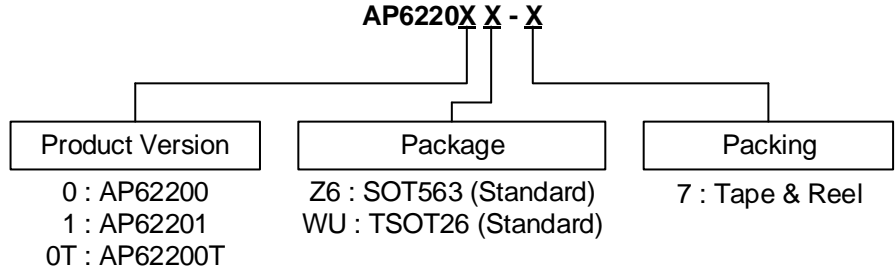 AP6220X X - X
Product Version
Package
Packing
0 : AP62200
1 : AP62201
0T : AP62200T
Z6 : SOT563 (Standard)
WU : TSOT26 (Standard)
7 : Tape & Reel